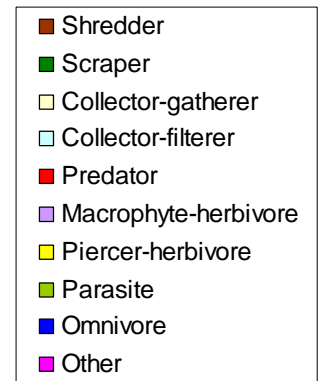 Shredder
Scraper
Collector-gatherer
Collector-filterer
Predator
Macrophyte-herbivore
Piercer-herbivore
Parasite
Omnivore
Other